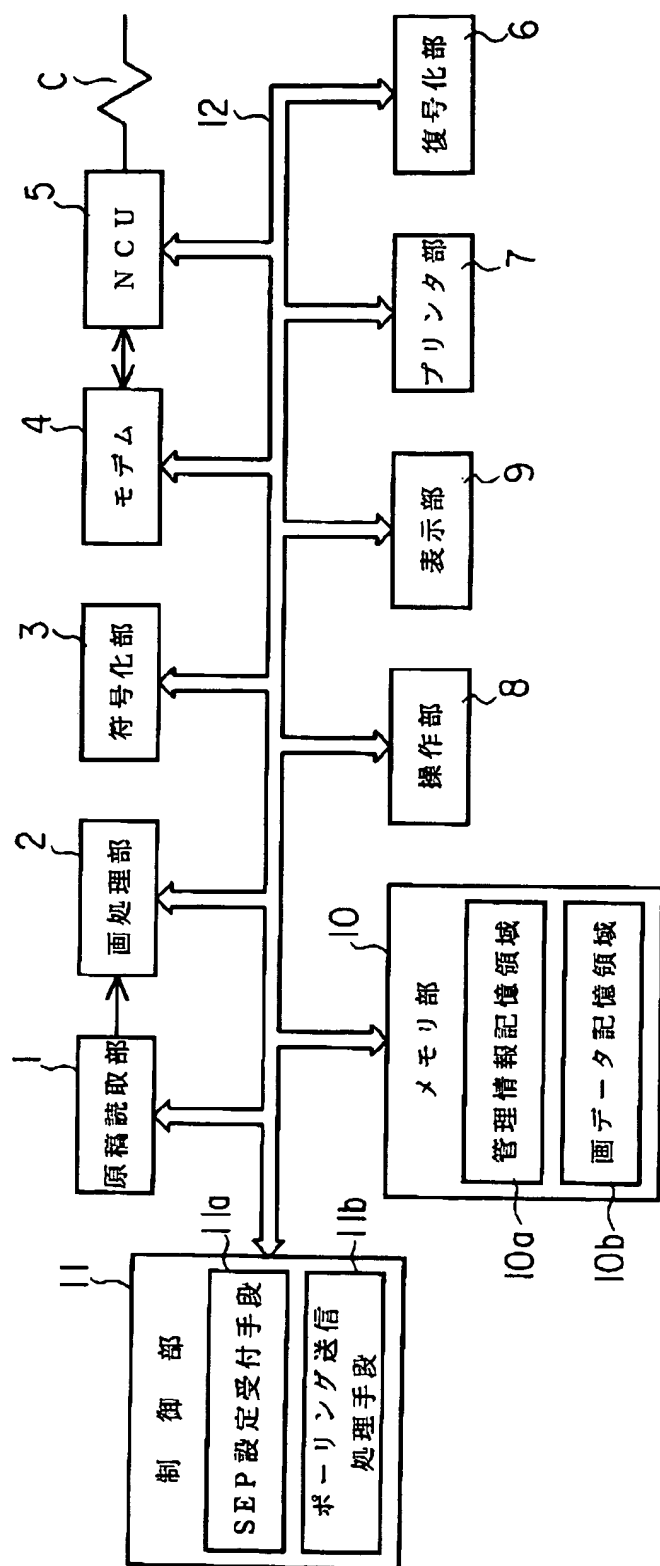 1
原稿読取部
2
画処理部
3
符号化部
4
モデム
5
NCU
C
12
11
制御部
11a
SEP設定受付手段
11b
ポーリング送信
処理手段
10
メモリ部
管理情報記憶領域
10a
画データ記憶領域
10b
操作部
8
表示部
9
プリンタ部
7
復号化部
6